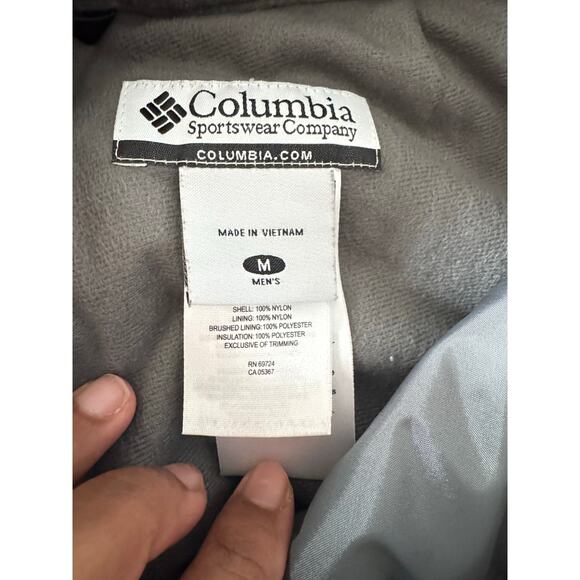 Columbia
Sportswear Company
COLUMBIA.COM
MADE IN VIETNAM
M
MEN'S
SHELL: 100% NYLON
LINING: 100% NYLON
BRUSHED LINING: 100% POLYESTER
INSULATION: 100% POLYESTER
EXCLUSIVE OF TRIMMING
RN 69724
CA 05367